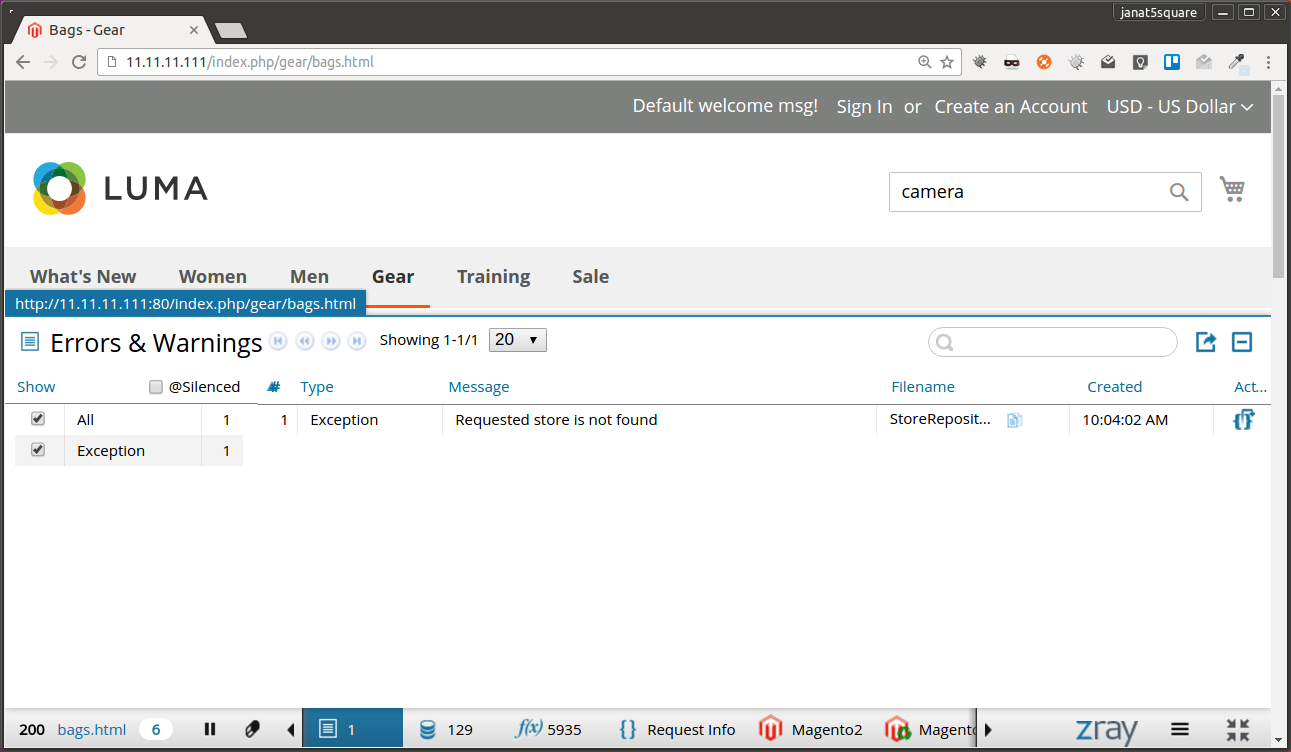 janat5square
Bags - Gear
11.11.11.111/index.php/gear/bags.html
Default welcome msg! Sign In or Create an Account USD - US Dollar
LUMA
camera
What's New Women Men Gear Training Sale
http://11.11.11.111:80/index.php/gear/bags.html
Errors & Warnings Showing 1-1/1 20
Show @Silenced # Type Message Filename Created Act...
All 1 1 Exception Requested store is not found StoreReposit... 10:04:02 AM
Exception 1
200 bags.html 6 1 129 f(x) 5935 {} Request Info Magento2 Magento zray